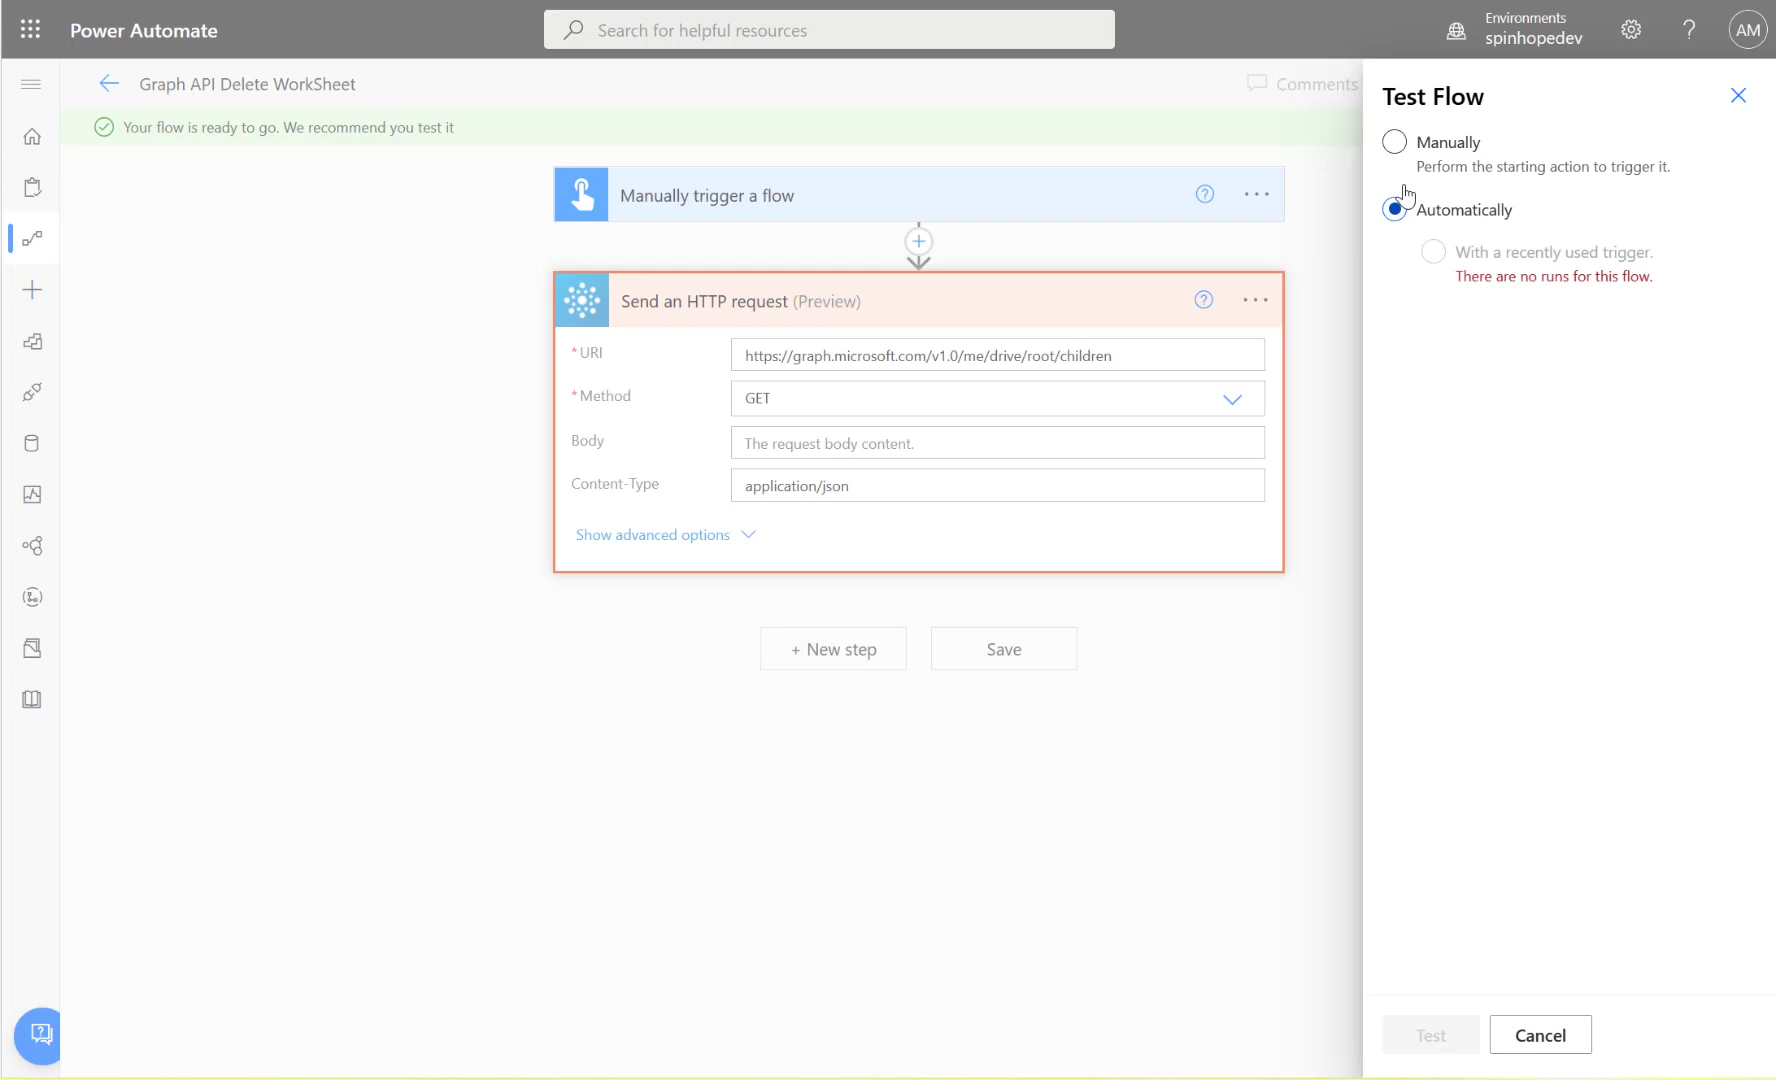 Power Automate
Search for helpful resources
Environments
spinhopedev
?
AM
Graph API Delete WorkSheet
Comments
Your flow is ready to go. We recommend you test it
Manually trigger a flow
Send an HTTP request (Preview)
* URI
https://graph.microsoft.com/v1.0/me/drive/root/children
* Method
GET
Body
The request body content.
Content-Type
application/json
Show advanced options
+ New step
Save
Test Flow
Manually
Perform the starting action to trigger it.
Automatically
With a recently used trigger.
There are no runs for this flow.
Test
Cancel